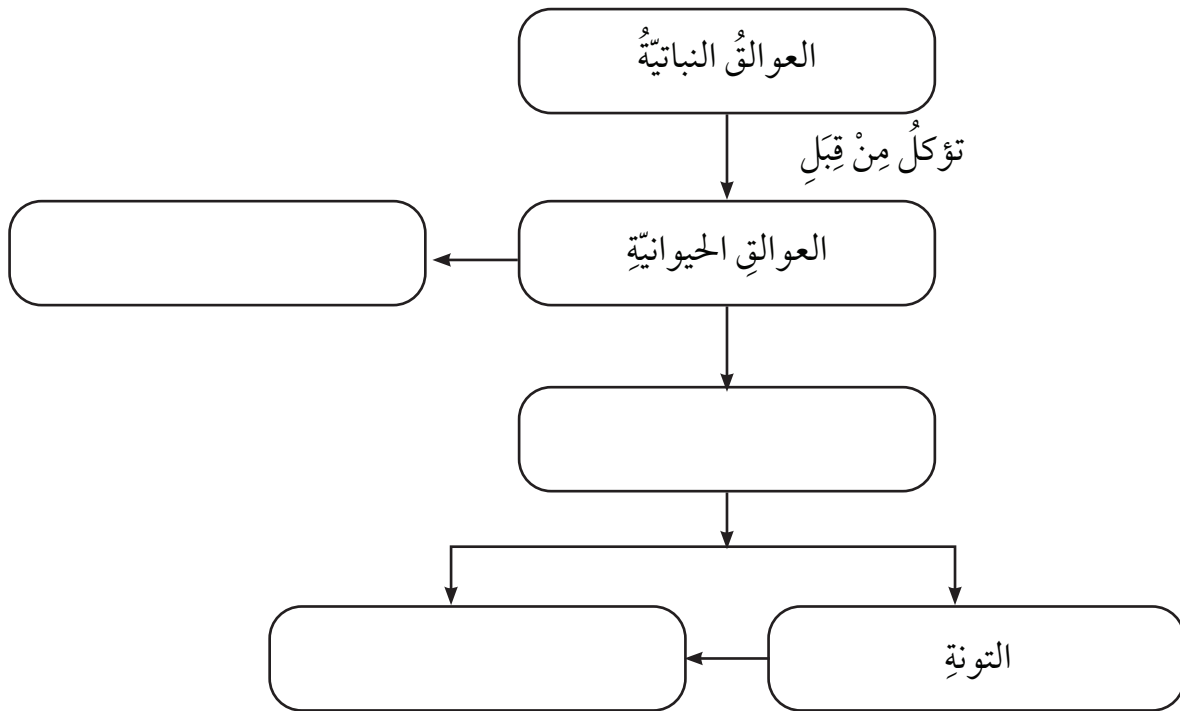 العوالقُ النباتيّةُ
تؤكلُ مِنْ قِبَلِ
العوالقِ الحيوانيّةِ
التونةِ